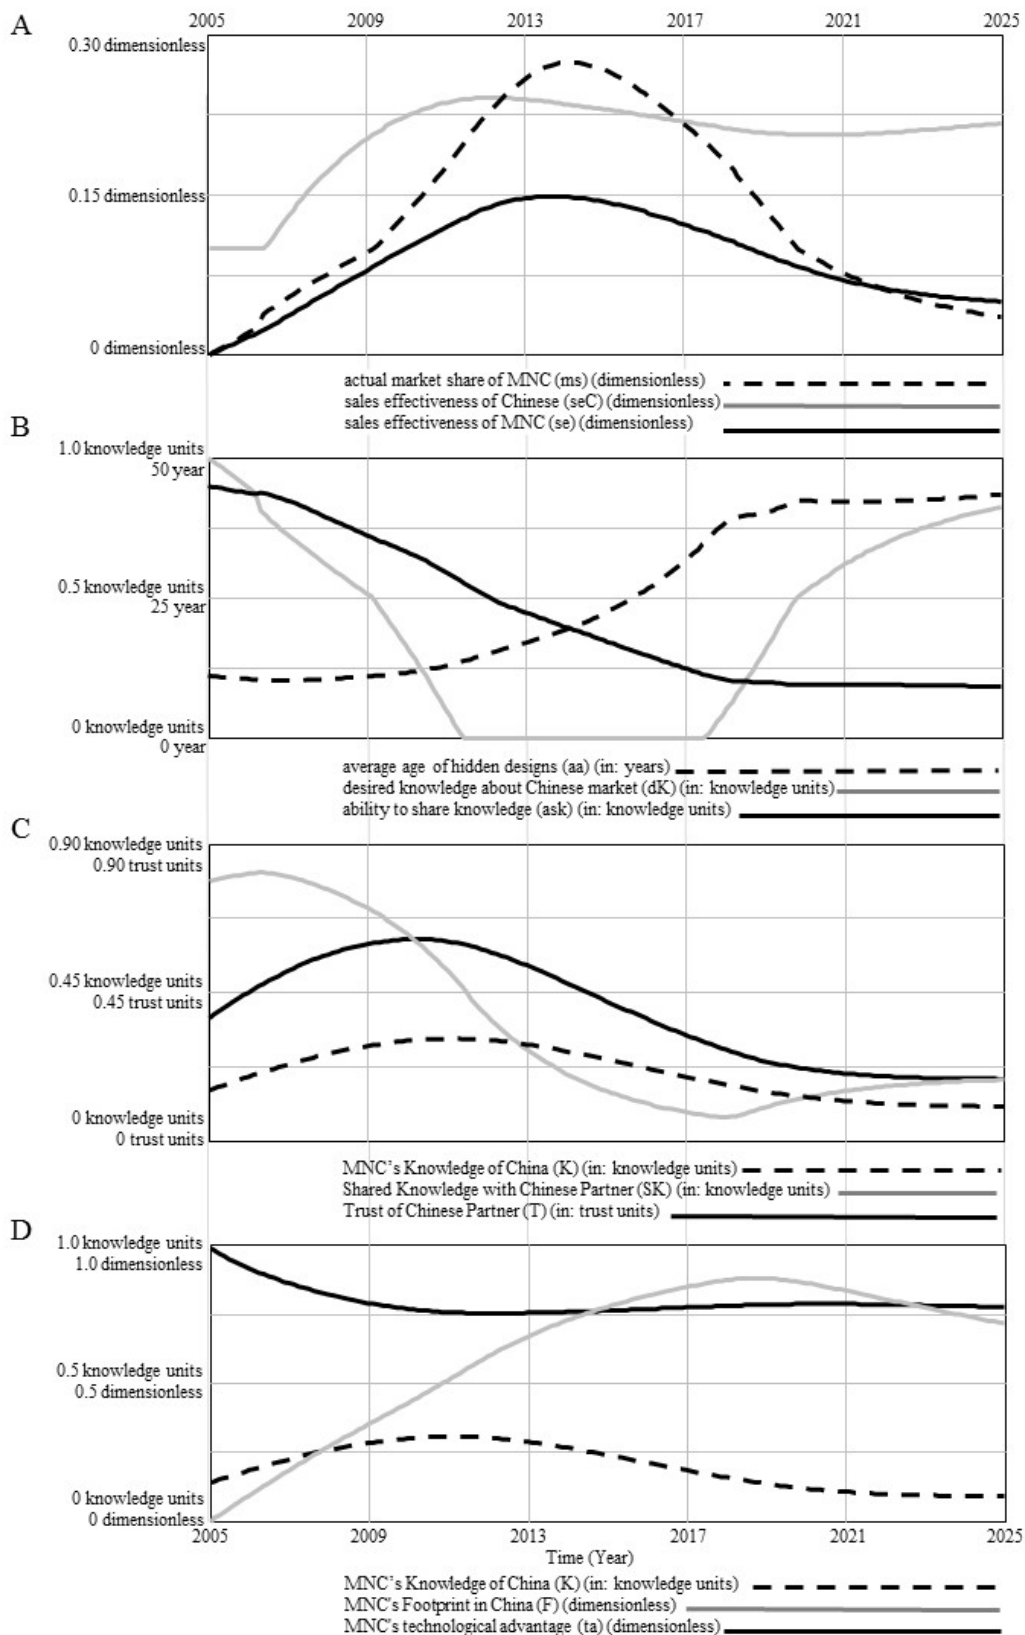 A
2005 2009 2013 2017 2021 2025
0.30 dimensionless
0.15 dimensionless
0 dimensionless
actual market share of MNC (ms) (dimensionless)
sales effectiveness of Chinese (seC) (dimensionless)
sales effectiveness of MNC (se) (dimensionless)
B
1.0 knowledge units
50 year
0.5 knowledge units
25 year
0 knowledge units
0 year
average age of hidden designs (aa) (in: years)
desired knowledge about Chinese market (dK) (in: knowledge units)
ability to share knowledge (ask) (in: knowledge units)
C
0.90 knowledge units
0.90 trust units
0.45 knowledge units
0.45 trust units
0 knowledge units
0 trust units
MNC's Knowledge of China (K) (in: knowledge units)
Shared Knowledge with Chinese Partner (SK) (in: knowledge units)
Trust of Chinese Partner (T) (in: trust units)
D
1.0 knowledge units
1.0 dimensionless
0.5 knowledge units
0.5 dimensionless
0 knowledge units
0 dimensionless
2005 2009 2013 2017 2021 2025
Time (Year)
MNC's Knowledge of China (K) (in: knowledge units)
MNC's Footprint in China (F) (dimensionless)
MNC's technological advantage (ta) (dimensionless)